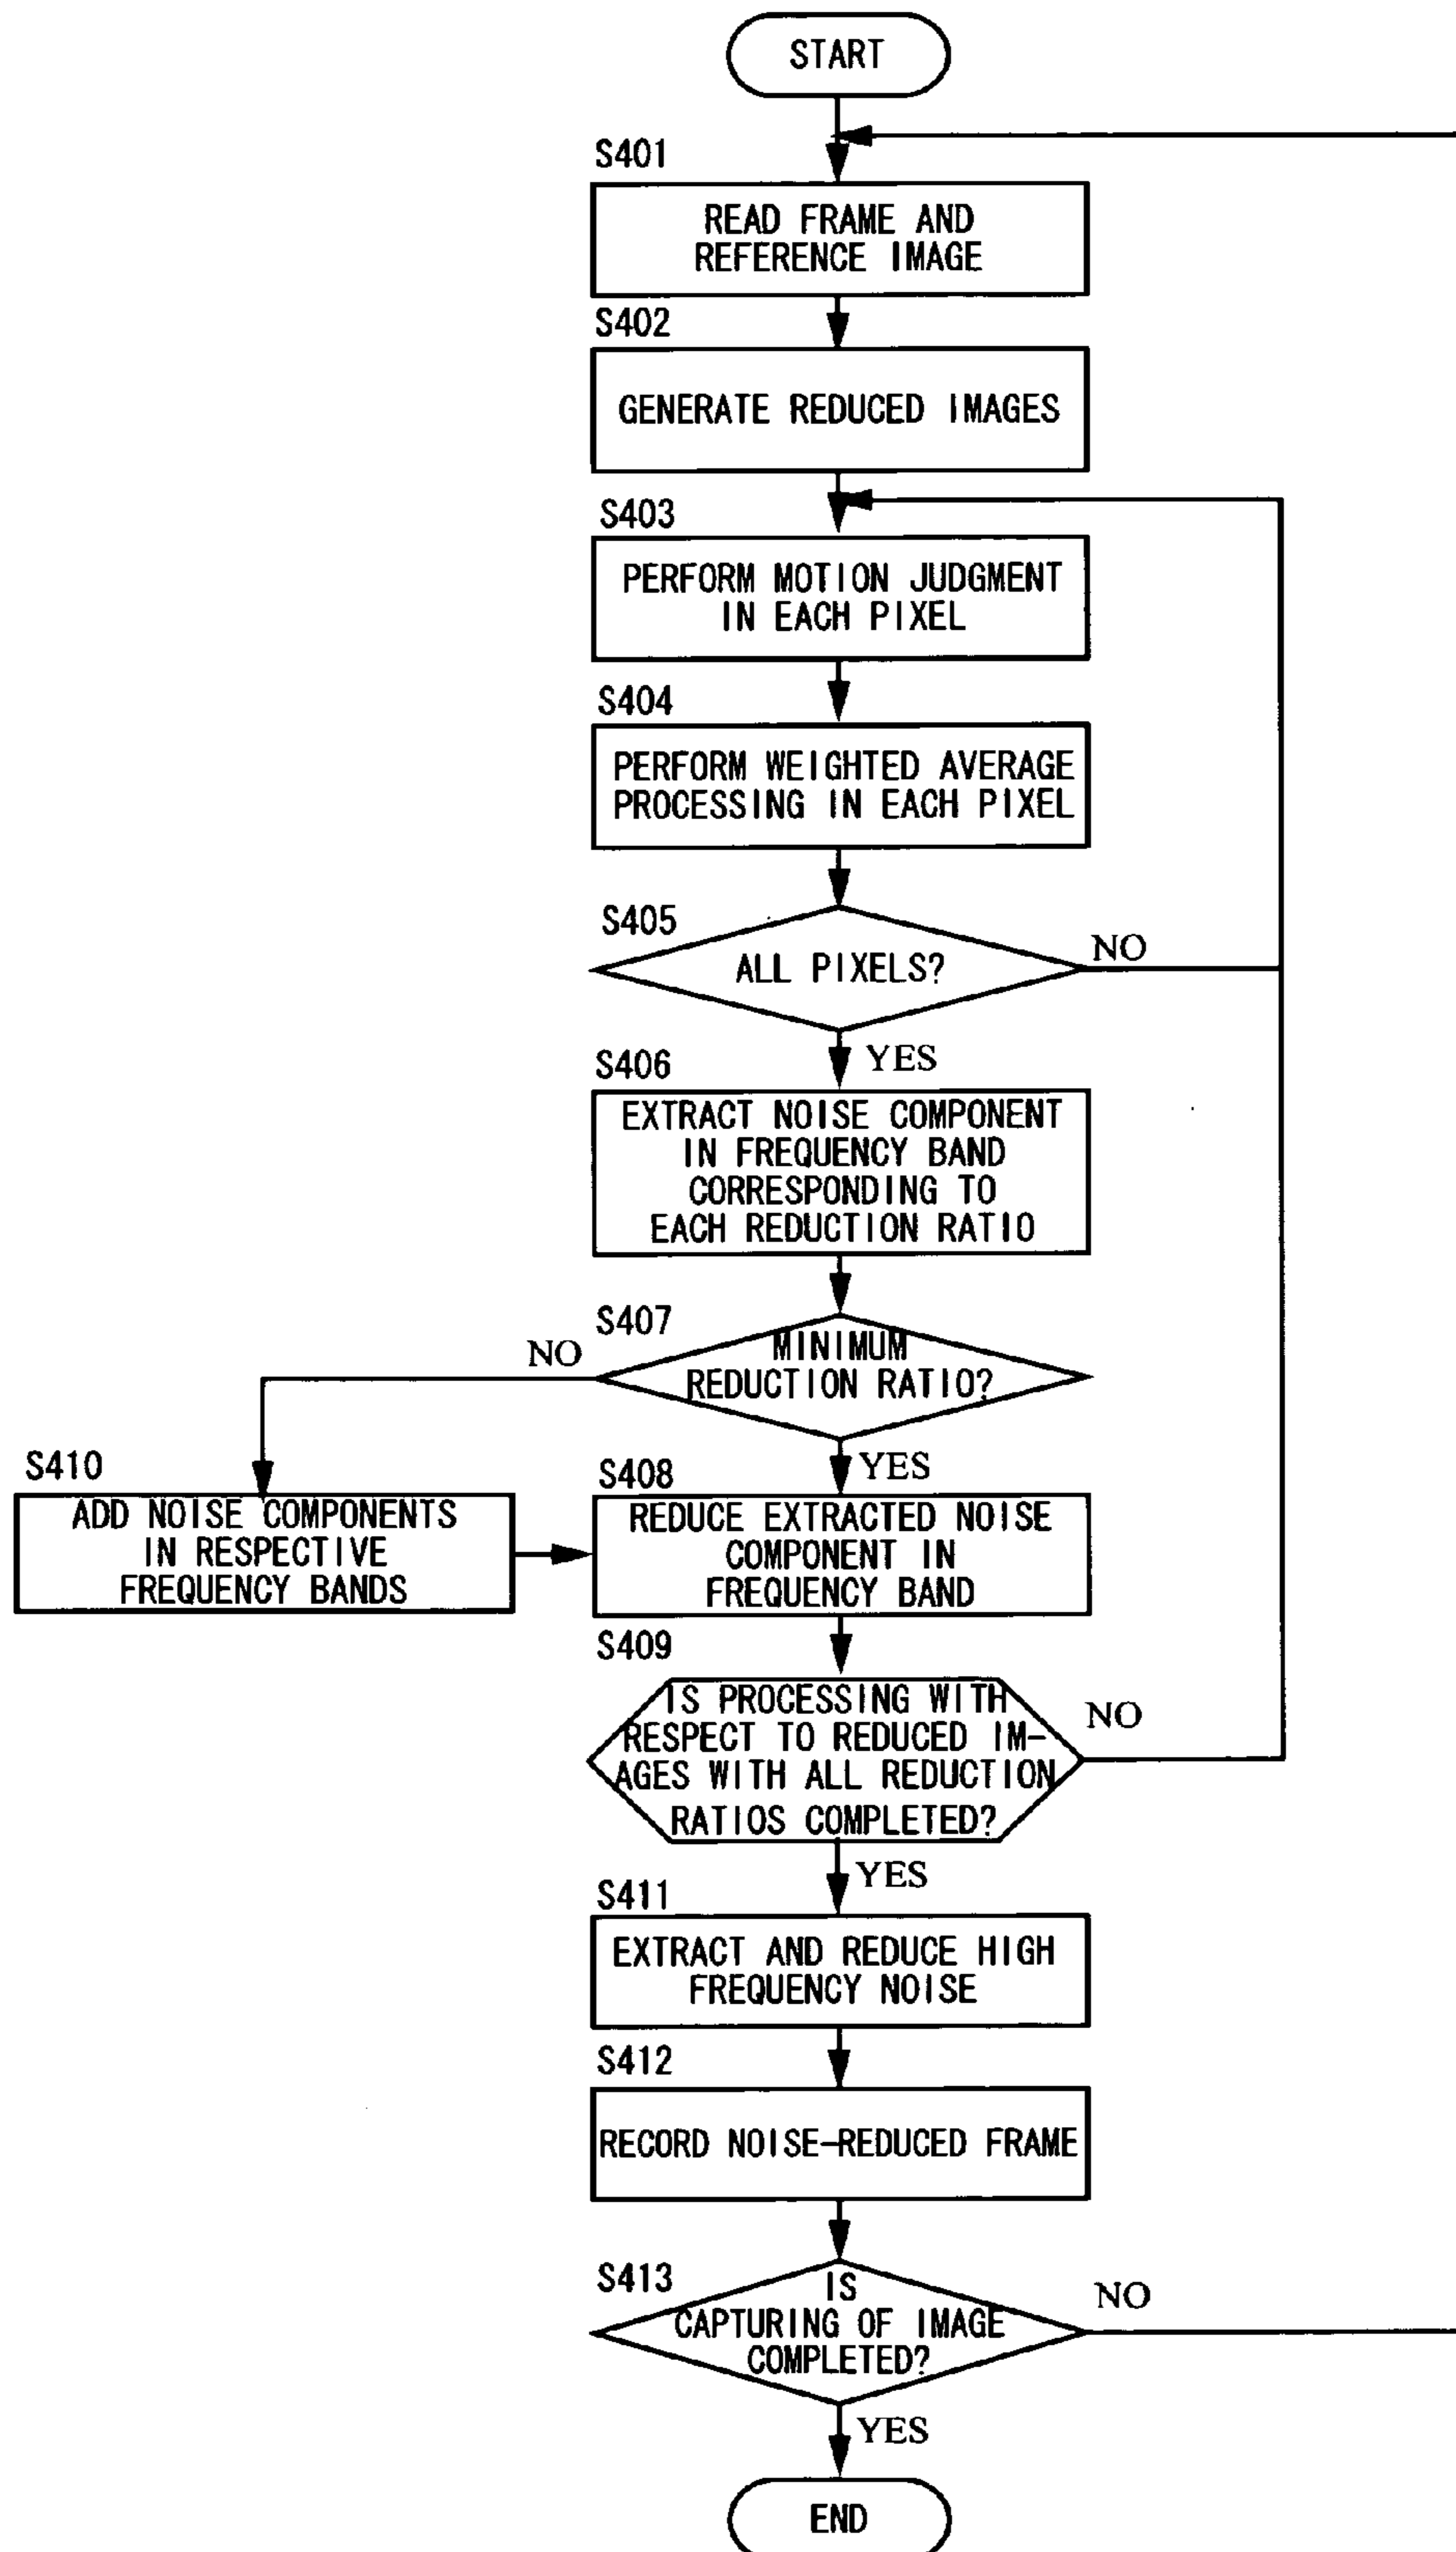 START
S401
READ FRAME AND
REFERENCE IMAGE
S402
GENERATE REDUCED IMAGES
S403
PERFORM MOTION JUDGMENT
IN EACH PIXEL
S404
PERFORM WEIGHTED AVERAGE
PROCESSING IN EACH PIXEL
S405
ALL PIXELS?
NO
YES
S406
EXTRACT NOISE COMPONENT
IN FREQUENCY BAND
CORRESPONDING TO
EACH REDUCTION RATIO
S407
MINIMUM
REDUCTION RATIO?
NO
YES
S410
ADD NOISE COMPONENTS
IN RESPECTIVE
FREQUENCY BANDS
S408
REDUCE EXTRACTED NOISE
COMPONENT IN
FREQUENCY BAND
S409
IS PROCESSING WITH
RESPECT TO REDUCED IM-
AGES WITH ALL REDUCTION
RATIOS COMPLETED?
NO
YES
S411
EXTRACT AND REDUCE HIGH
FREQUENCY NOISE
S412
RECORD NOISE-REDUCED FRAME
S413
IS
CAPTURING OF IMAGE
COMPLETED?
NO
YES
END